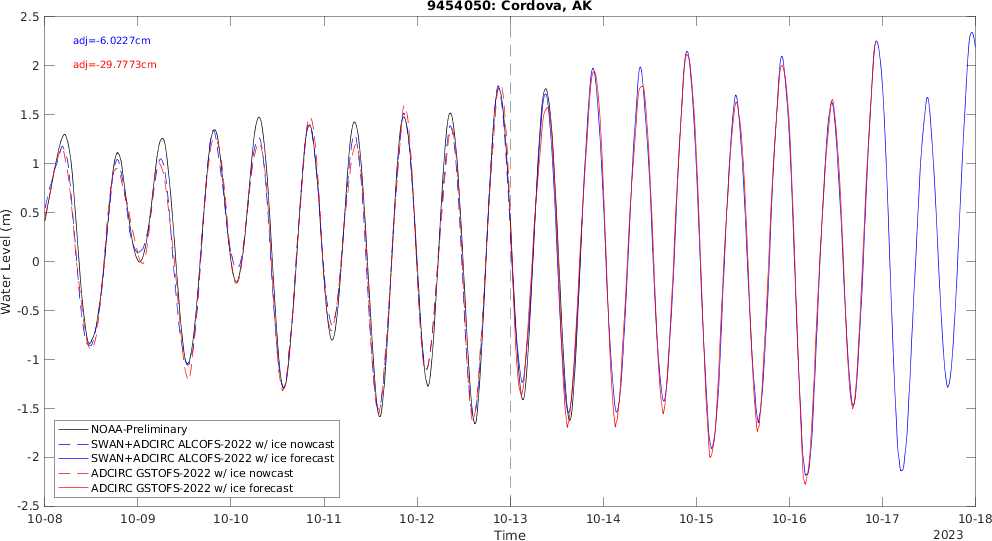 9454050: Cordova, AK
adj=-6.0227cm
adj=-29.7773cm
Water Level (m)
2.5
2
1.5
1
0.5
0
-0.5
-1
-1.5
-2
-2.5
NOAA-Preliminary
SWAN+ADCIRC ALCOFS-2022 w/ ice nowcast
SWAN+ADCIRC ALCOFS-2022 w/ ice forecast
ADCIRC GSTOFS-2022 w/ ice nowcast
ADCIRC GSTOFS-2022 w/ ice forecast
10-08 10-09 10-10 10-11 10-12 10-13 10-14 10-15 10-16 10-17 10-18
Time
2023